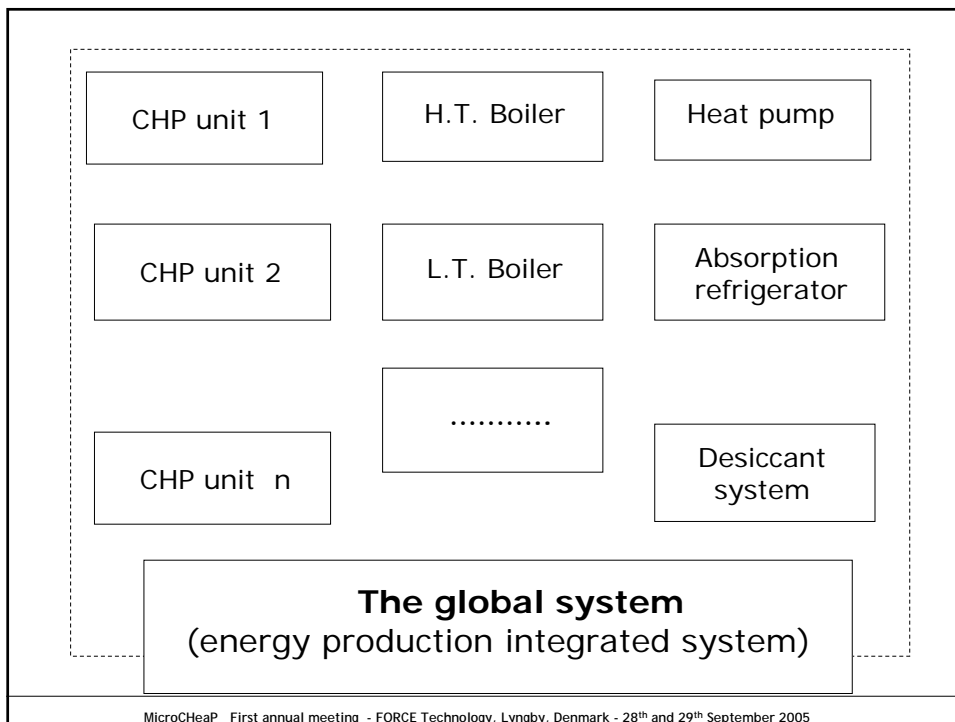 CHP unit 1
H.T. Boiler
Heat pump
CHP unit 2
L.T. Boiler
Absorption
refrigerator
...........
CHP unit n
Desiccant
system
The global system
(energy production integrated system)
MicroCHeaP First annual meeting - FORCE Technology, Lyngby, Denmark - 28th and 29th September 2005